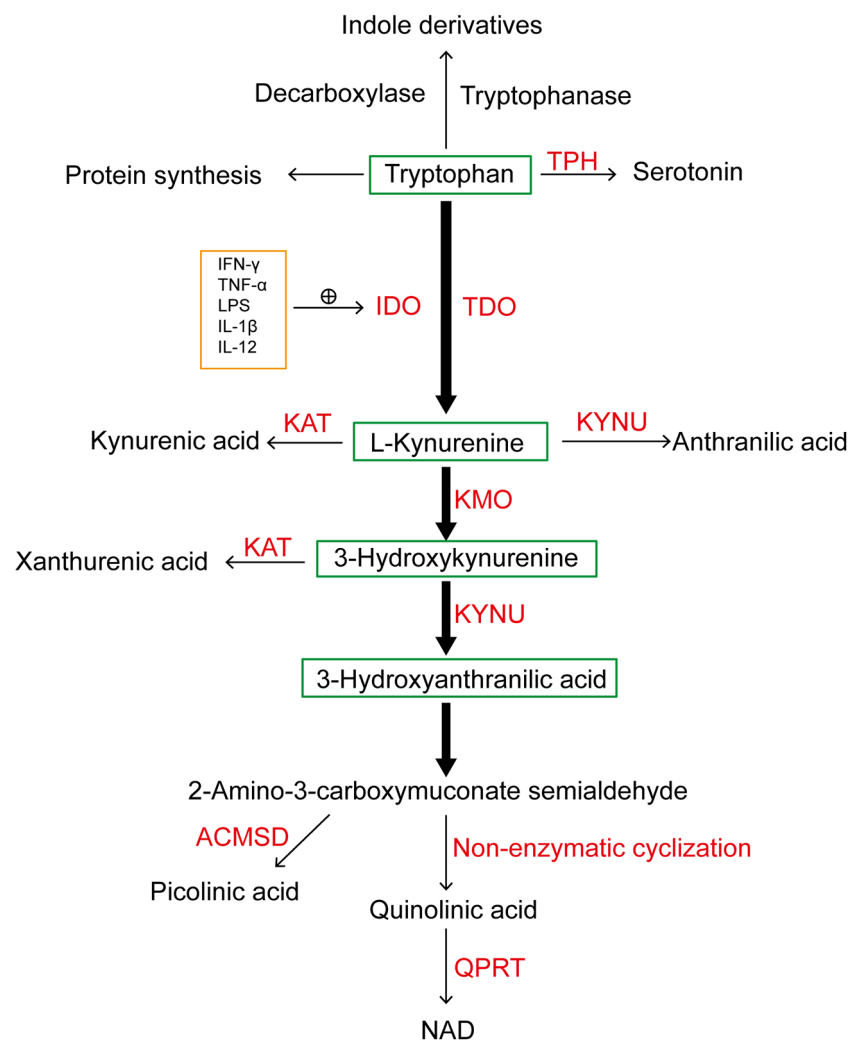 Indole derivatives
Decarboxylase
Tryptophanase
Protein synthesis
Tryptophan
TPH
Serotonin
IFN-γ
TNF-α
LPS
IL-1β
IL-12
⊕
IDO
TDO
Kynurenic acid
KAT
L-Kynurenine
KYNU
Anthranilic acid
KMO
Xanthurenic acid
KAT
3-Hydroxykynurenine
KYNU
3-Hydroxyanthranilic acid
2-Amino-3-carboxymuconate semialdehyde
ACMSD
Non-enzymatic cyclization
Picolinic acid
Quinolinic acid
QPRT
NAD